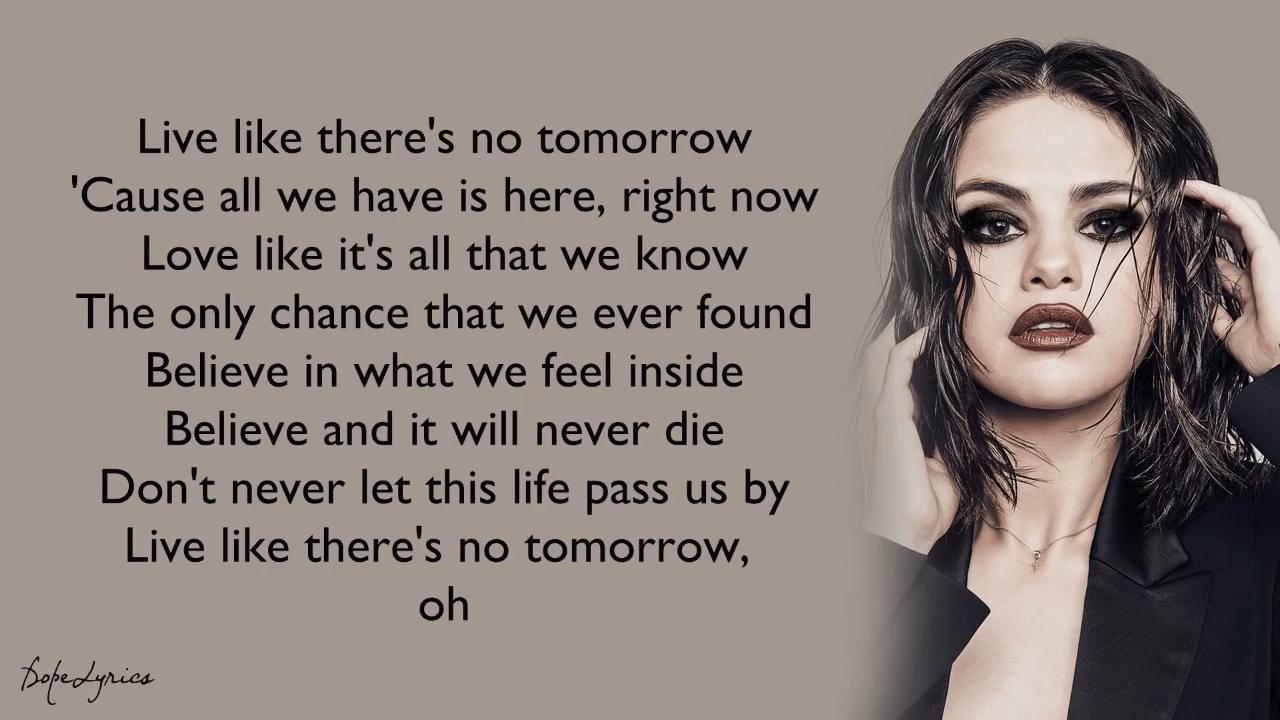 Live like there's no tomorrow
'Cause all we have is here, right now
Love like it's all that we know
The only chance that we ever found
Believe in what we feel inside
Believe and it will never die
Don't never let this life pass us by
Live like there's no tomorrow,
oh
DopeLyrics